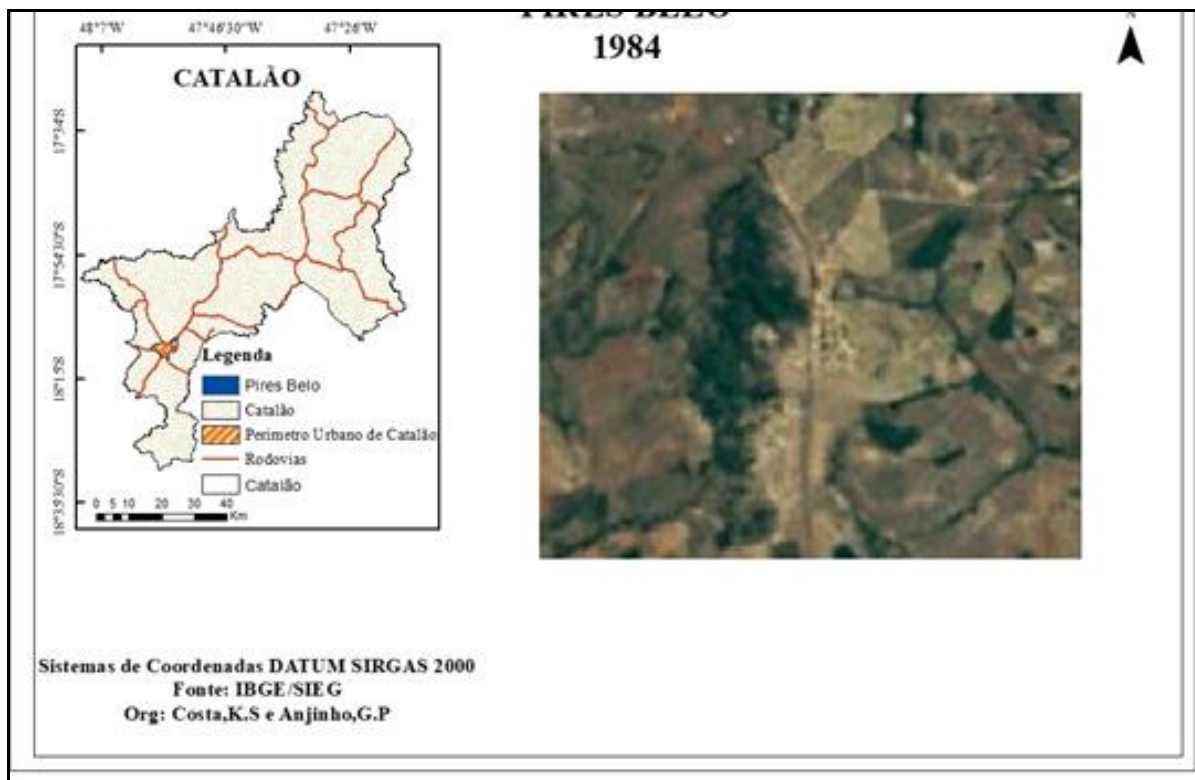 PIRES BELO
1984
N
48°7'W 47°46'30"W 47°26'W
CATALÃO
17°34'S
17°54'30"S
18°15'S
18°35'30"S
Legenda
Pires Belo
Catalão
Perimetro Urbano de Catalão
Rodovias
Catalão
0 5 10 20 30 40
Km
Sistemas de Coordenadas DATUM SIRGAS 2000
Fonte: IBGE/SIEG
Org: Costa,K.S e Anjinho,G.P